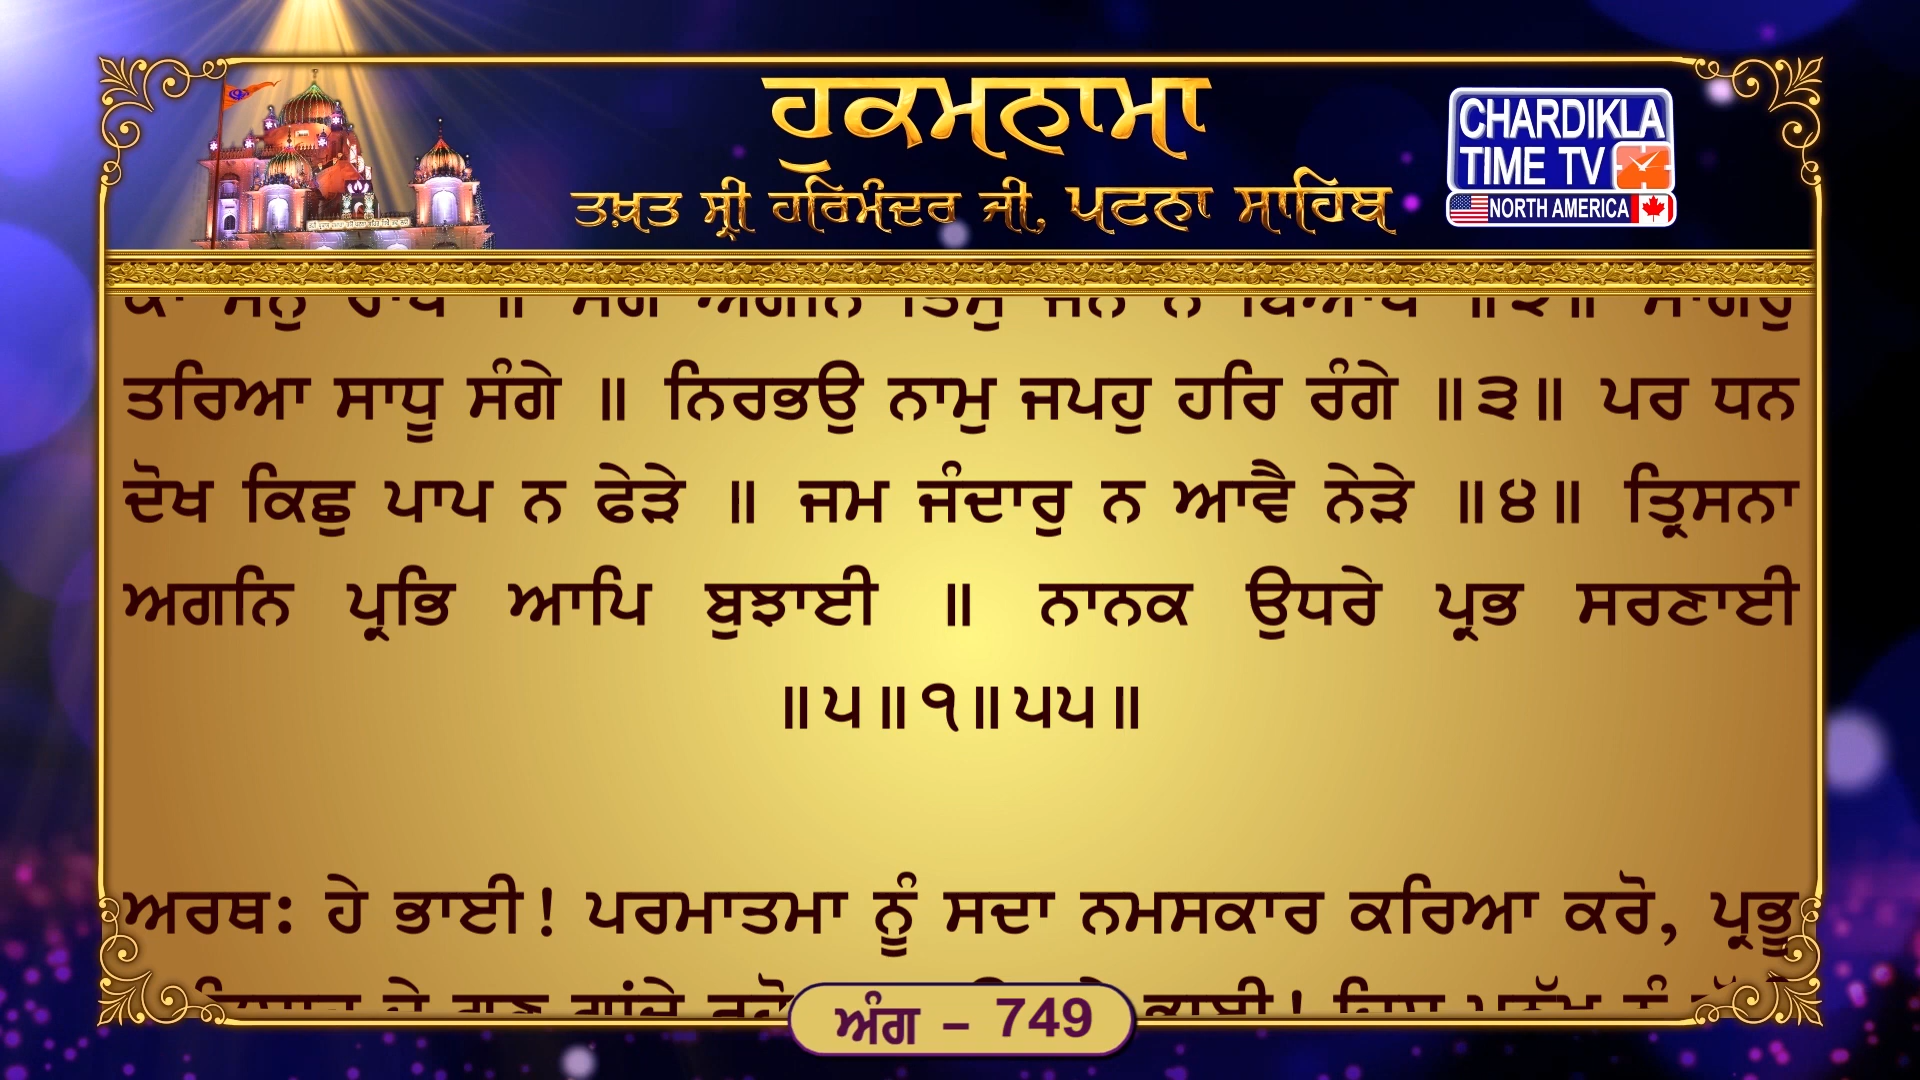 ਹੁਕਮਨਾਮਾ
ਤਖ਼ਤ ਸ੍ਰੀ ਹਰਿਮੰਦਰ ਜੀ, ਪਟਨਾ ਸਾਹਿਬ
CHARDIKLA
TIME TV
NORTH AMERICA
ਤਰਿਆ ਸਾਧੂ ਸੰਗੇ ॥ ਨਿਰਭਉ ਨਾਮੁ ਜਪਹੁ ਹਰਿ ਰੰਗੇ ॥੩॥ ਪਰ ਧਨ
ਦੋਖ ਕਿਛੁ ਪਾਪ ਨ ਫੇੜੇ ॥ ਜਮ ਜੰਦਾਰੁ ਨ ਆਵੈ ਨੇੜੇ ॥੪॥ ਤ੍ਰਿਸਨਾ
ਅਗਨਿ ਪ੍ਰਭਿ ਆਪਿ ਬੁਝਾਈ ॥ ਨਾਨਕ ਉਧਰੇ ਪ੍ਰਭ ਸਰਣਾਈ
॥੫॥੧॥੫੫॥
ਅਰਥ: ਹੇ ਭਾਈ! ਪਰਮਾਤਮਾ ਨੂੰ ਸਦਾ ਨਮਸਕਾਰ ਕਰਿਆ ਕਰੋ, ਪ੍ਰਭੂ
ਅੰਗ – 749